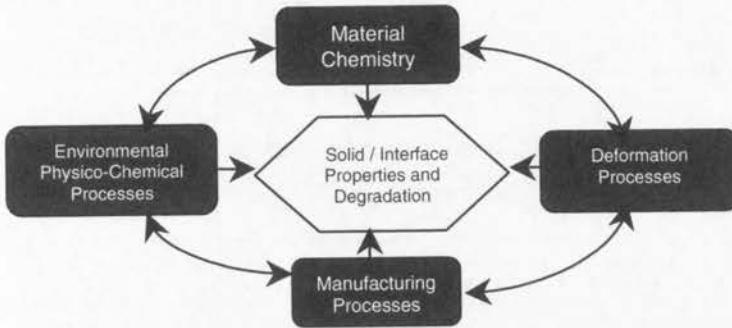 Material
Chemistry
Environmental
Physico-Chemical
Processes
Solid / Interface
Properties and
Degradation
Deformation
Processes
Manufacturing
Processes